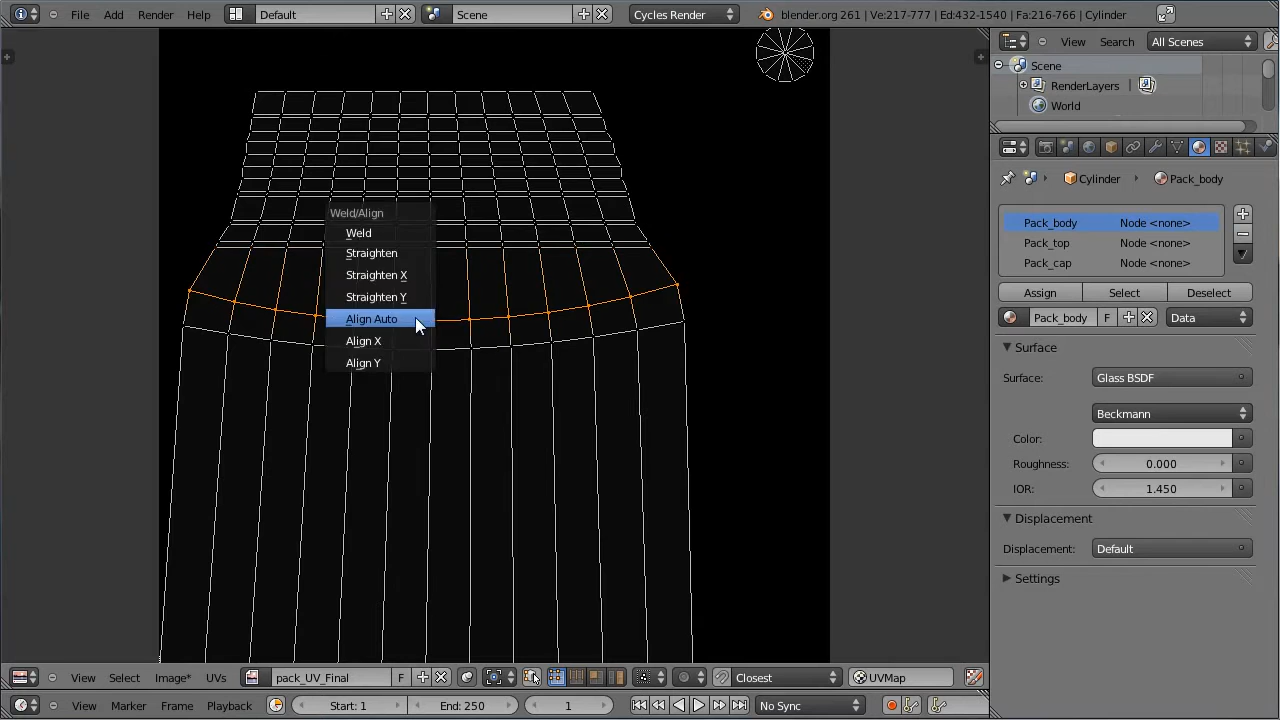 File Add Render Help Default Scene Cycles Render blender.org 261 | Ve:217-777 | Ed:432-1540 | Fa:216-766 | Cylinder
View Search All Scenes
Scene
RenderLayers |
World
Cylinder Pack_body
Pack_body Node <none>
Pack_top Node <none>
Pack_cap Node <none>
Assign Select Deselect
Pack_body F Data
Surface
Surface: Glass BSDF
Beckmann
Color:
Roughness: 0.000
IOR: 1.450
Displacement
Displacement: Default
Settings
Weld/Align
Weld
Straighten
Straighten X
Straighten Y
Align Auto
Align X
Align Y
View Select Image* UVs pack_UV_Final F Closest UVMap
View Marker Frame Playback Start: 1 End: 250 1 No Sync